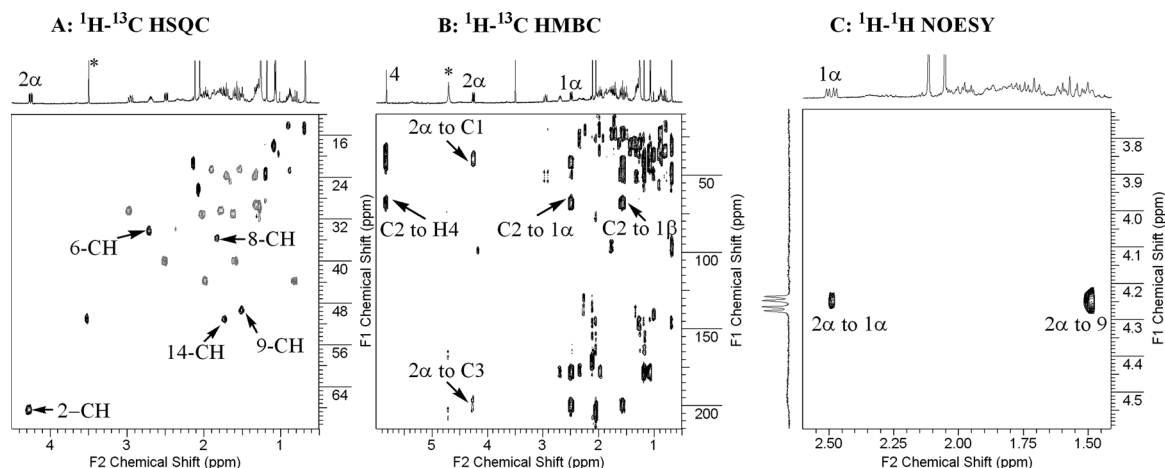 A: ¹H-¹³C HSQC
2α
*
16
24
32
40
48
56
64
F1 Chemical Shift (ppm)
6-CH
8-CH
14-CH
9-CH
2–CH
4
3
2
1
F2 Chemical Shift (ppm)
B: ¹H-¹³C HMBC
4
*
2α
1α
2α to C1
C2 to H4
C2 to 1α
C2 to 1β
2α to C3
50
100
150
200
F1 Chemical Shift (ppm)
5
4
3
2
1
F2 Chemical Shift (ppm)
C: ¹H-¹H NOESY
1α
2α to 1α
2α to 9
3.8
3.9
4.0
4.1
4.2
4.3
4.4
4.5
F1 Chemical Shift (ppm)
2.50
2.25
2.00
1.75
1.50
F2 Chemical Shift (ppm)